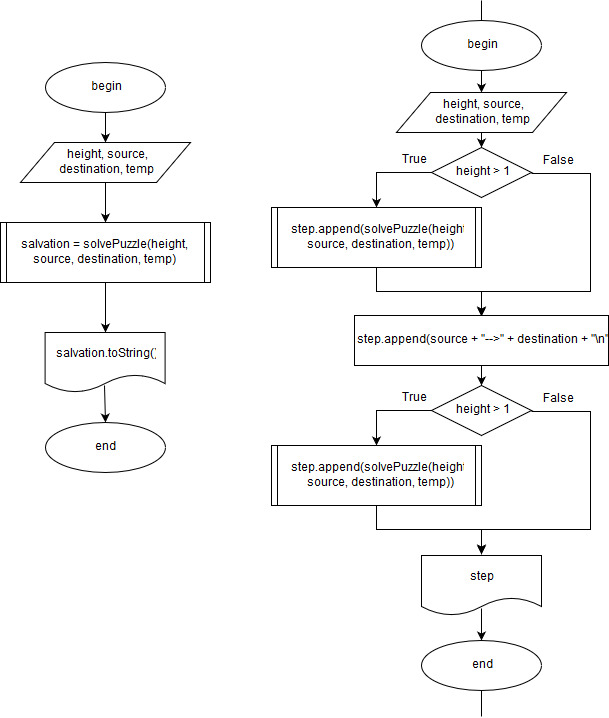 begin
height, source,
destination, temp
salvation = solvePuzzle(height,
source, destination, temp)
salvation.toString()
end
begin
height, source,
destination, temp
True
False
height > 1
step.append(solvePuzzle(height
source, destination, temp))
step.append(source + "-->" + destination + "\n"
True
False
height > 1
step.append(solvePuzzle(height
source, destination, temp))
step
end